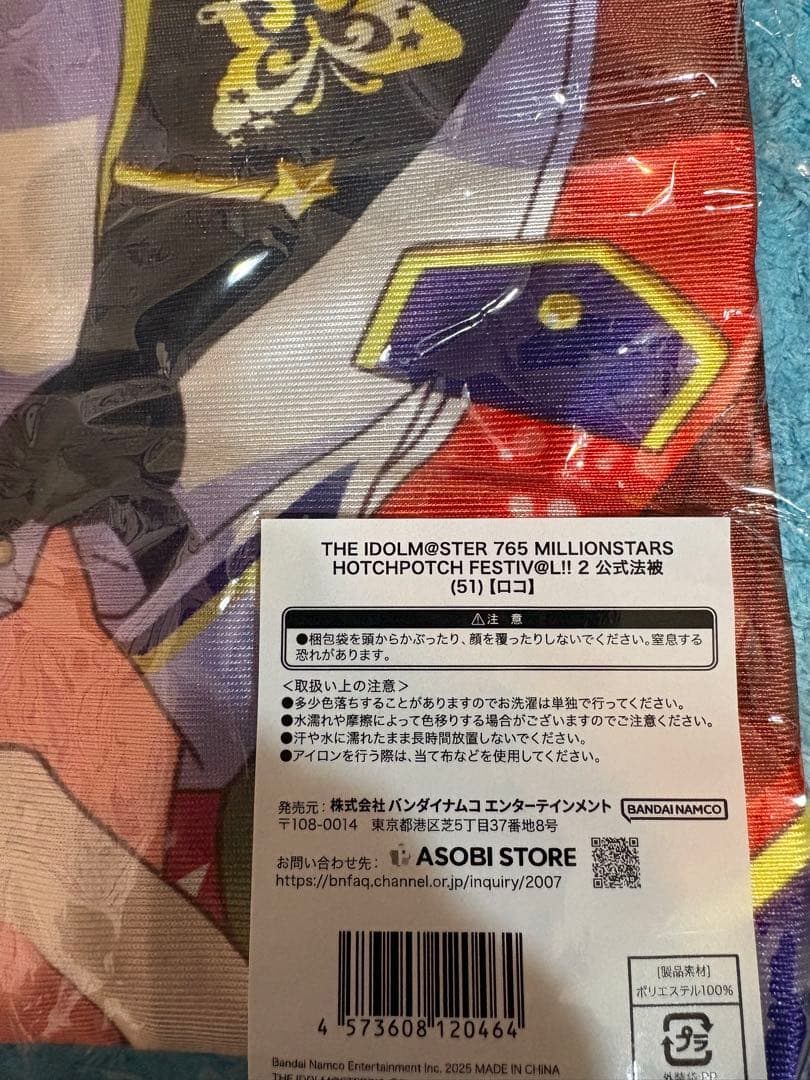 THE IDOLM@STER 765 MILLIONSTARS
HOTCHPOTCH FESTIV@L!! 2 公式法被
(51)【ロコ】
⚠注 意
●梱包袋を頭からかぶったり、顔を覆ったりしないでください。窒息する
恐れがあります。
<取扱い上の注意>
●多少色落ちすることがありますのでお洗濯は単独で行ってください。
●水濡れや摩擦によって色移りする場合がございますのでご注意ください。
●汗や水に濡れたまま長時間放置しないでください。
●アイロンを行う際は、当て布などを使用してください。
発売元:株式会社 バンダイナムコ エンターテインメント BANDAI NAMCO
〒108-0014 東京都港区芝5丁目37番地8号
お問い合わせ先: ASOBI STORE
https://bnfaq.channel.or.jp/inquiry/2007
[製品素材]
ポリエステル100%
プラ
外装袋:PP
4 573608 120464
Bandai Namco Entertainment Inc. 2025 MADE IN CHINA